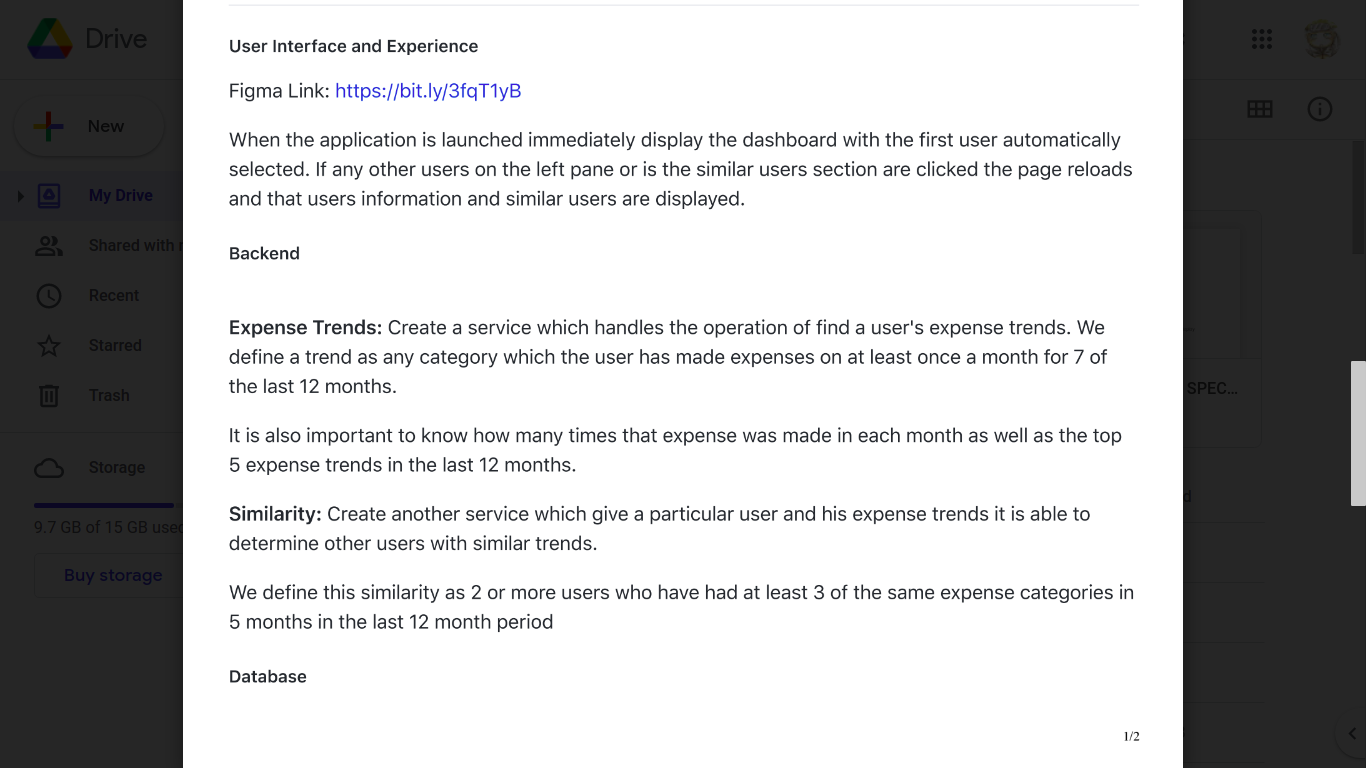 Drive
New
My Drive
Shared with
Recent
Starred
Trash
Storage
9.7 GB of 15 GB used
Buy storage
User Interface and Experience
Figma Link: https://bit.ly/3fqT1yB
When the application is launched immediately display the dashboard with the first user automatically
selected. If any other users on the left pane or is the similar users section are clicked the page reloads
and that users information and similar users are displayed.
Backend
Expense Trends: Create a service which handles the operation of find a user's expense trends. We
define a trend as any category which the user has made expenses on at least once a month for 7 of
the last 12 months.
It is also important to know how many times that expense was made in each month as well as the top
5 expense trends in the last 12 months.
Similarity: Create another service which give a particular user and his expense trends it is able to
determine other users with similar trends.
We define this similarity as 2 or more users who have had at least 3 of the same expense categories in
5 months in the last 12 month period
Database
1/2
SPEC...